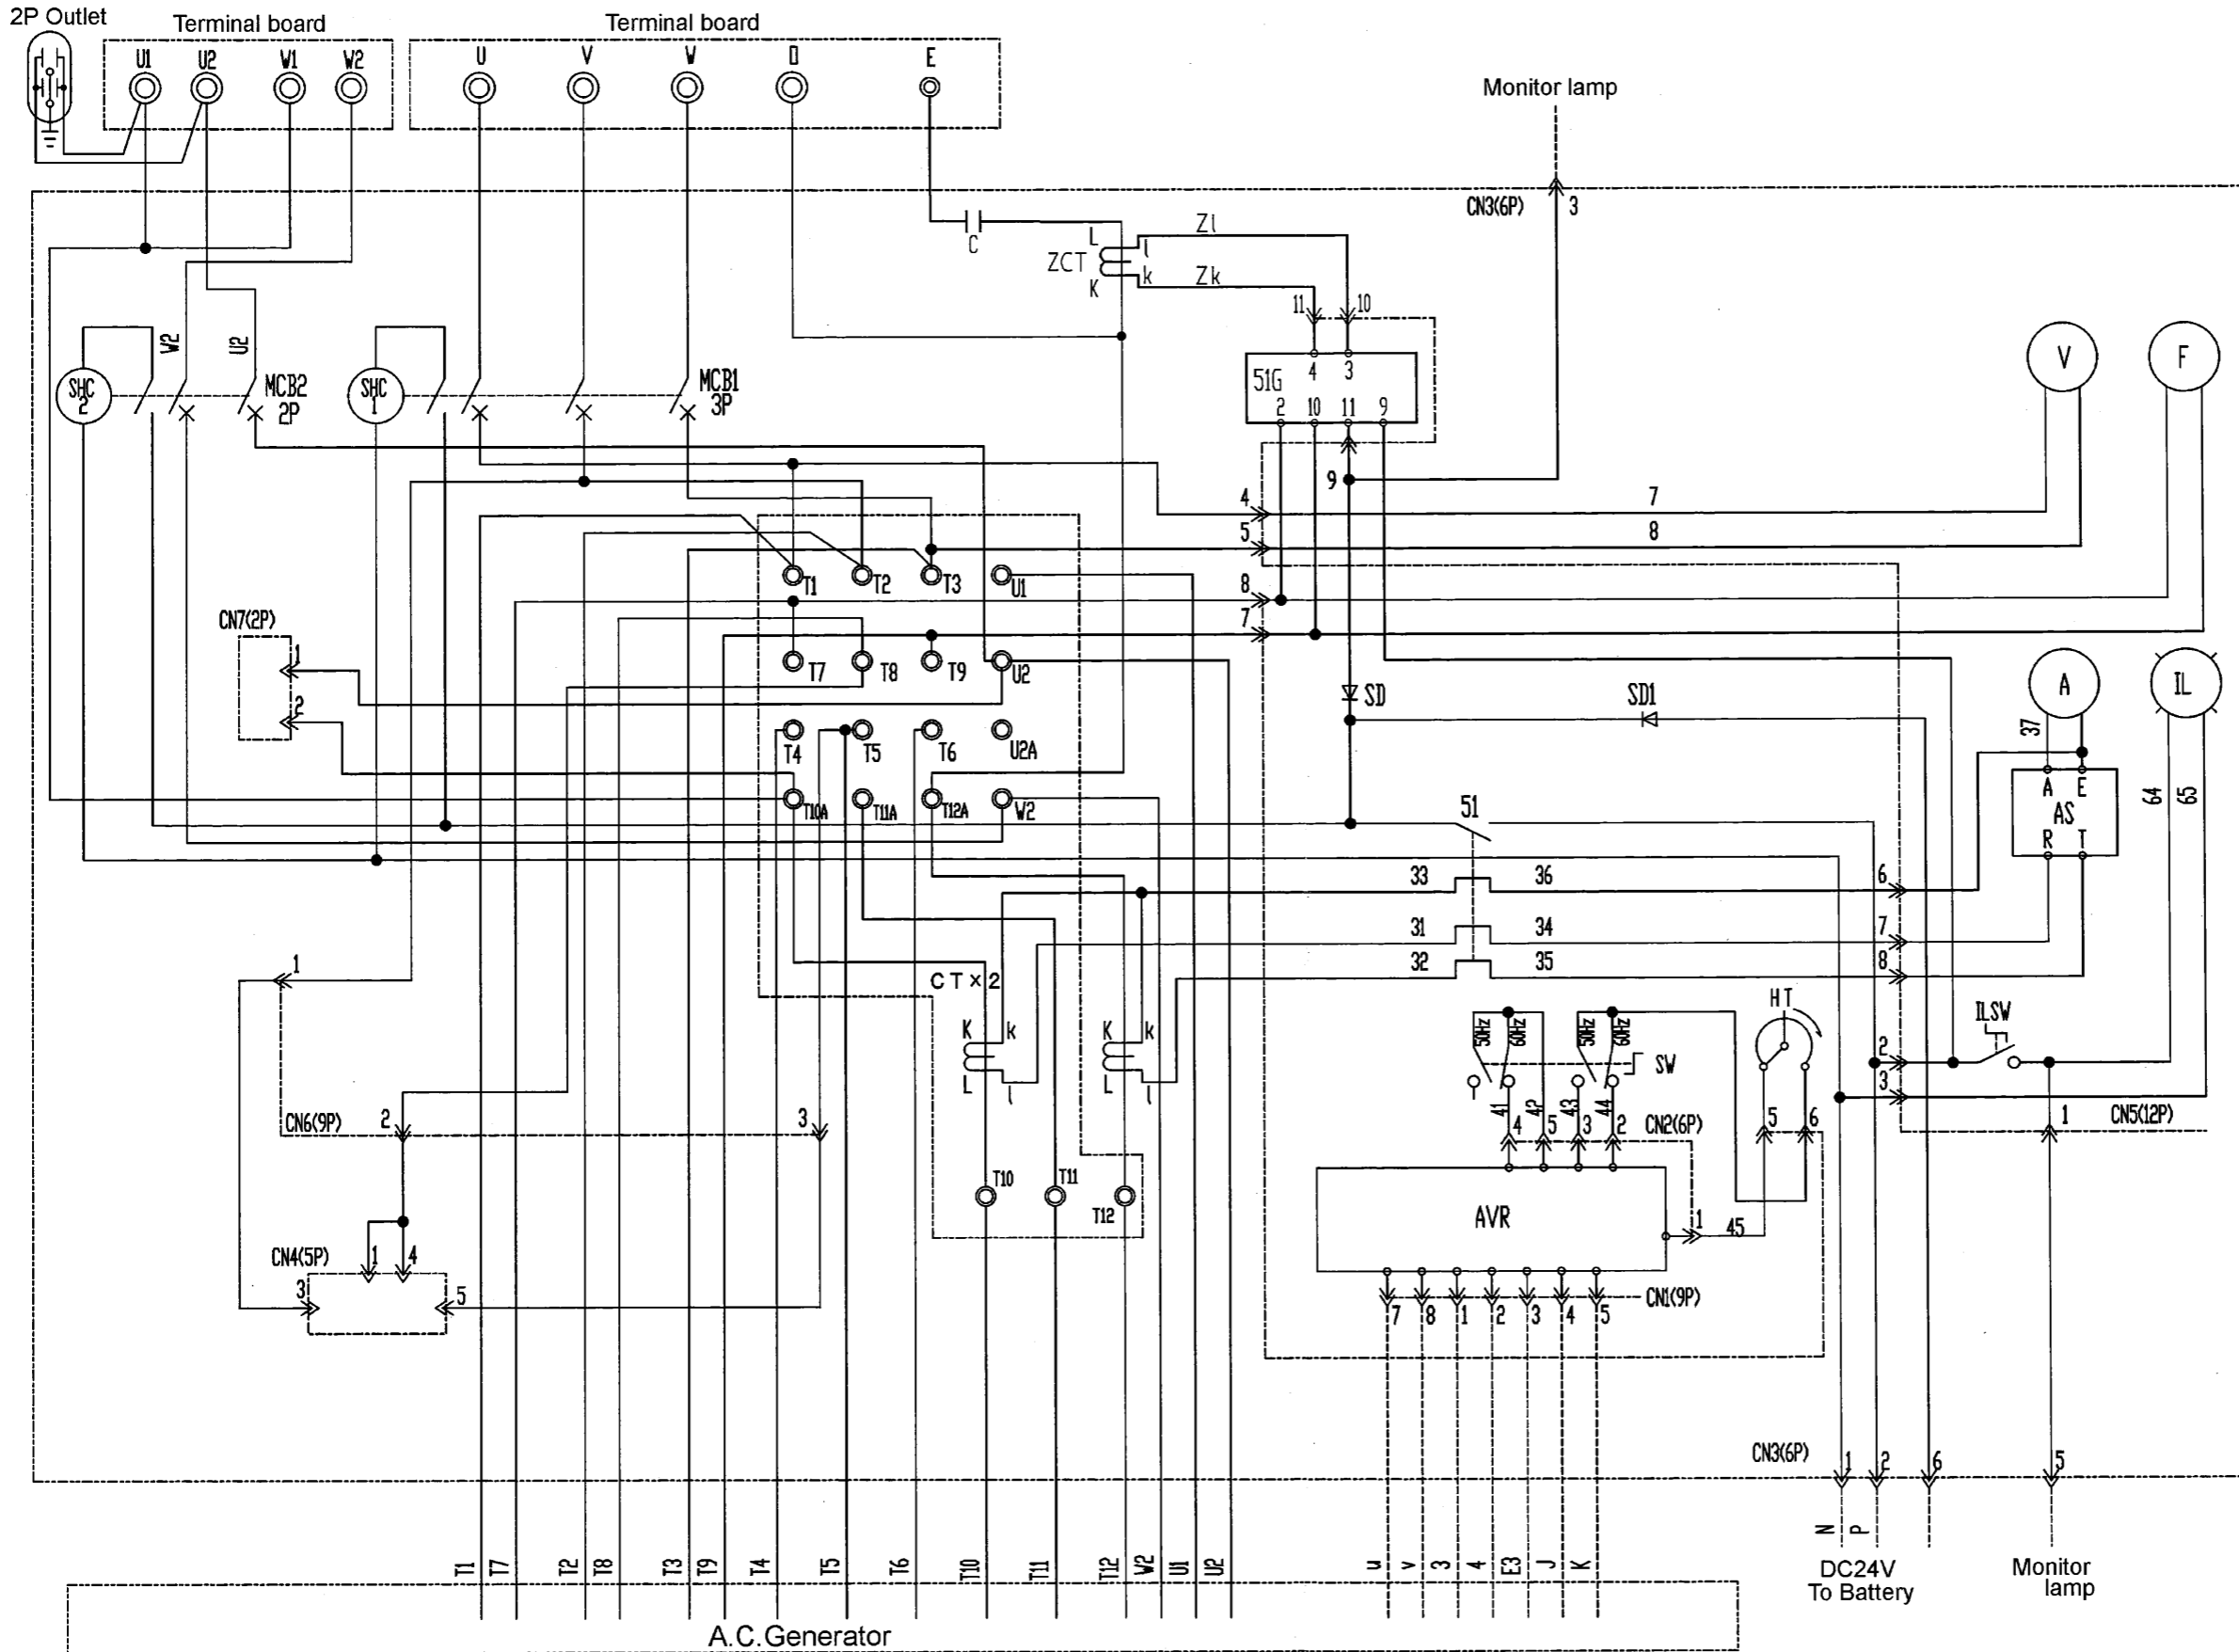 2P Outlet
Terminal board
Terminal board
U1 U2 W1 W2
U V W O E
Monitor lamp
CN3(6P) 3
C
L
ZCT
K
l
k
Zl
Zk
11 10
W2
U2
SHC 2
MCB2
2P
SHC 1
MCB1
3P
51G
4 3
2 10 11 9
V F
9
4 7
5 8
T1 T2 T3 U1
8
7
CN7(2P)
1
2
T7 T8 T9 U2
SD
SD1
A IL
37
T4 T5 T6 U2A
T10A T11A T12A W2
A E
AS
R T
64
65
51
33 36 6
31 34 7
32 35 8
1
CT×2
K k
L l
K k
L l
50Hz 60Hz 50Hz 60Hz
SW
HT
ILSW
2
3
41 42 43 44
4 5 3 2
CN2(6P)
5 6
1
CN5(12P)
CN6(9P) 2 3
T10 T11
T12
AVR
1 45
CN4(5P)
1 4
3 5
CN1(9P)
7 8 1 2 3 4 5
CN3(6P)
1 2 6 5
N P
T1 T7 T2 T8 T3 T9 T4 T5 T6 T10 T11 T12 W2 U1 U2
u v 3 4 E3 J K
DC24V
To Battery
Monitor
lamp
A.C.Generator